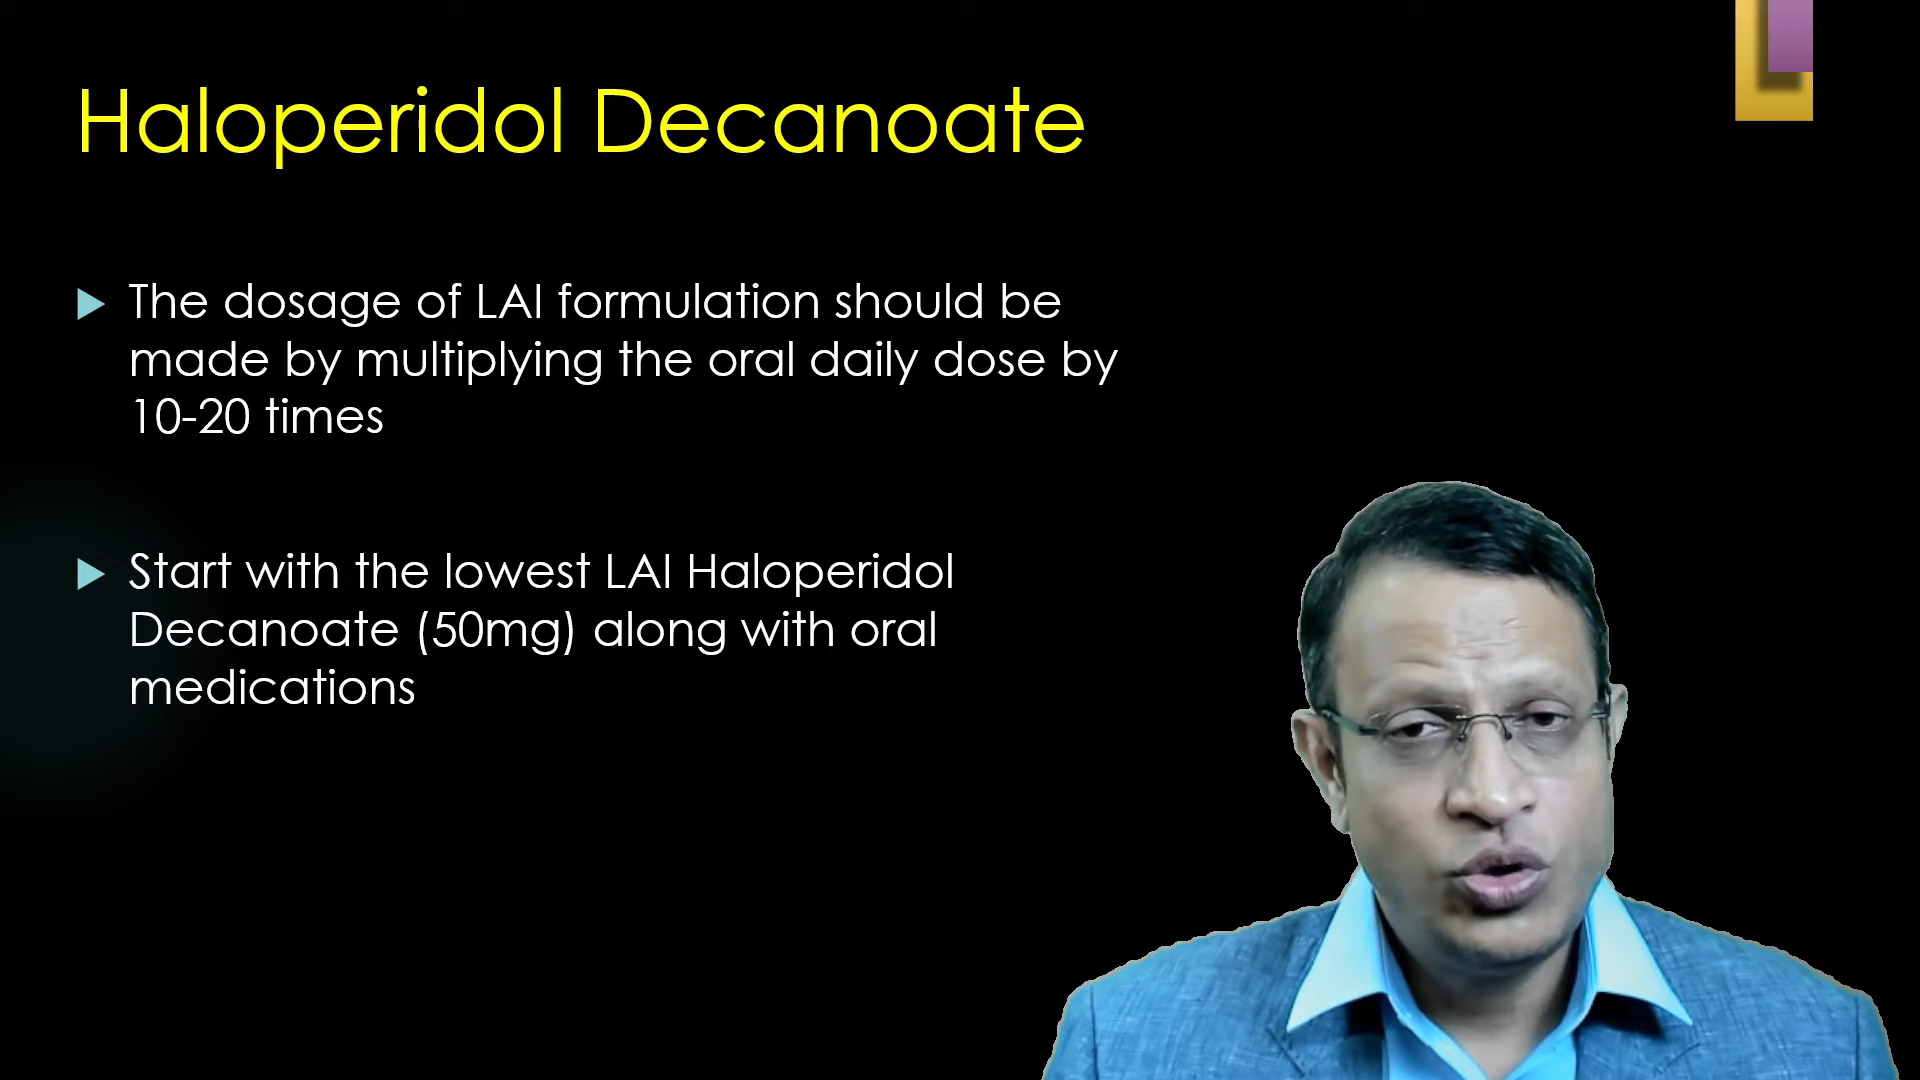 Haloperidol Decanoate
The dosage of LAI formulation should be
made by multiplying the oral daily dose by
10-20 times
Start with the lowest LAI Haloperidol
Decanoate (50mg) along with oral
medications